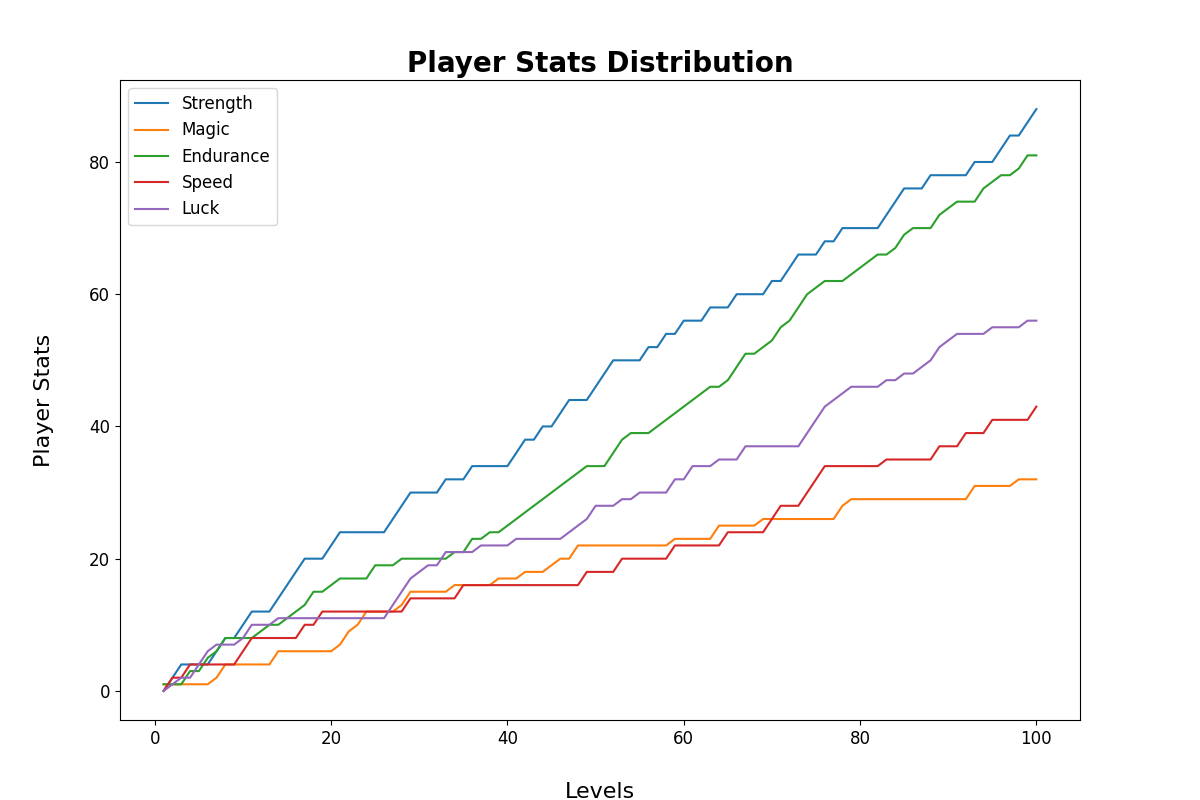 Player Stats Distribution
Strength
Magic
Endurance
Speed
Luck
80
60
40
20
0
Player Stats
0 20 40 60 80 100
Levels